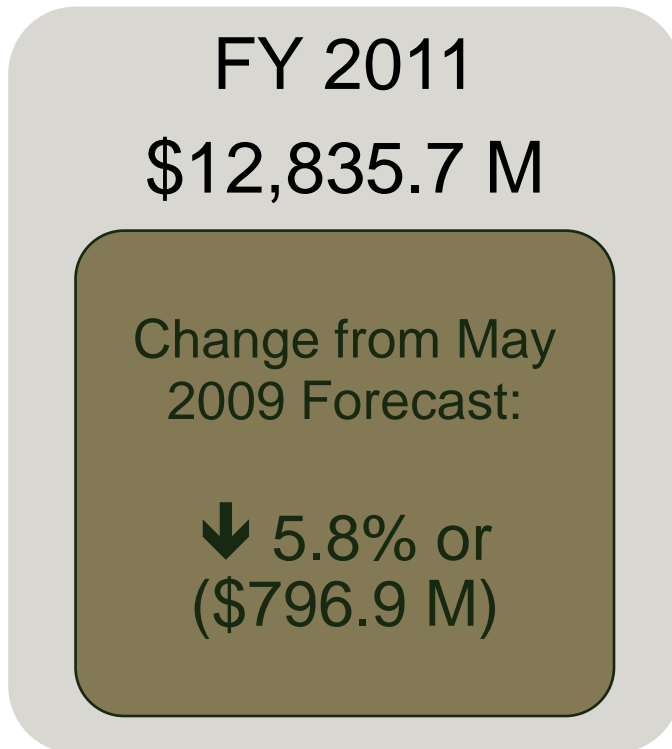 FY 2011
$12,835.7 M
Change from May
2009 Forecast:
🡻 5.8% or
($796.9 M)